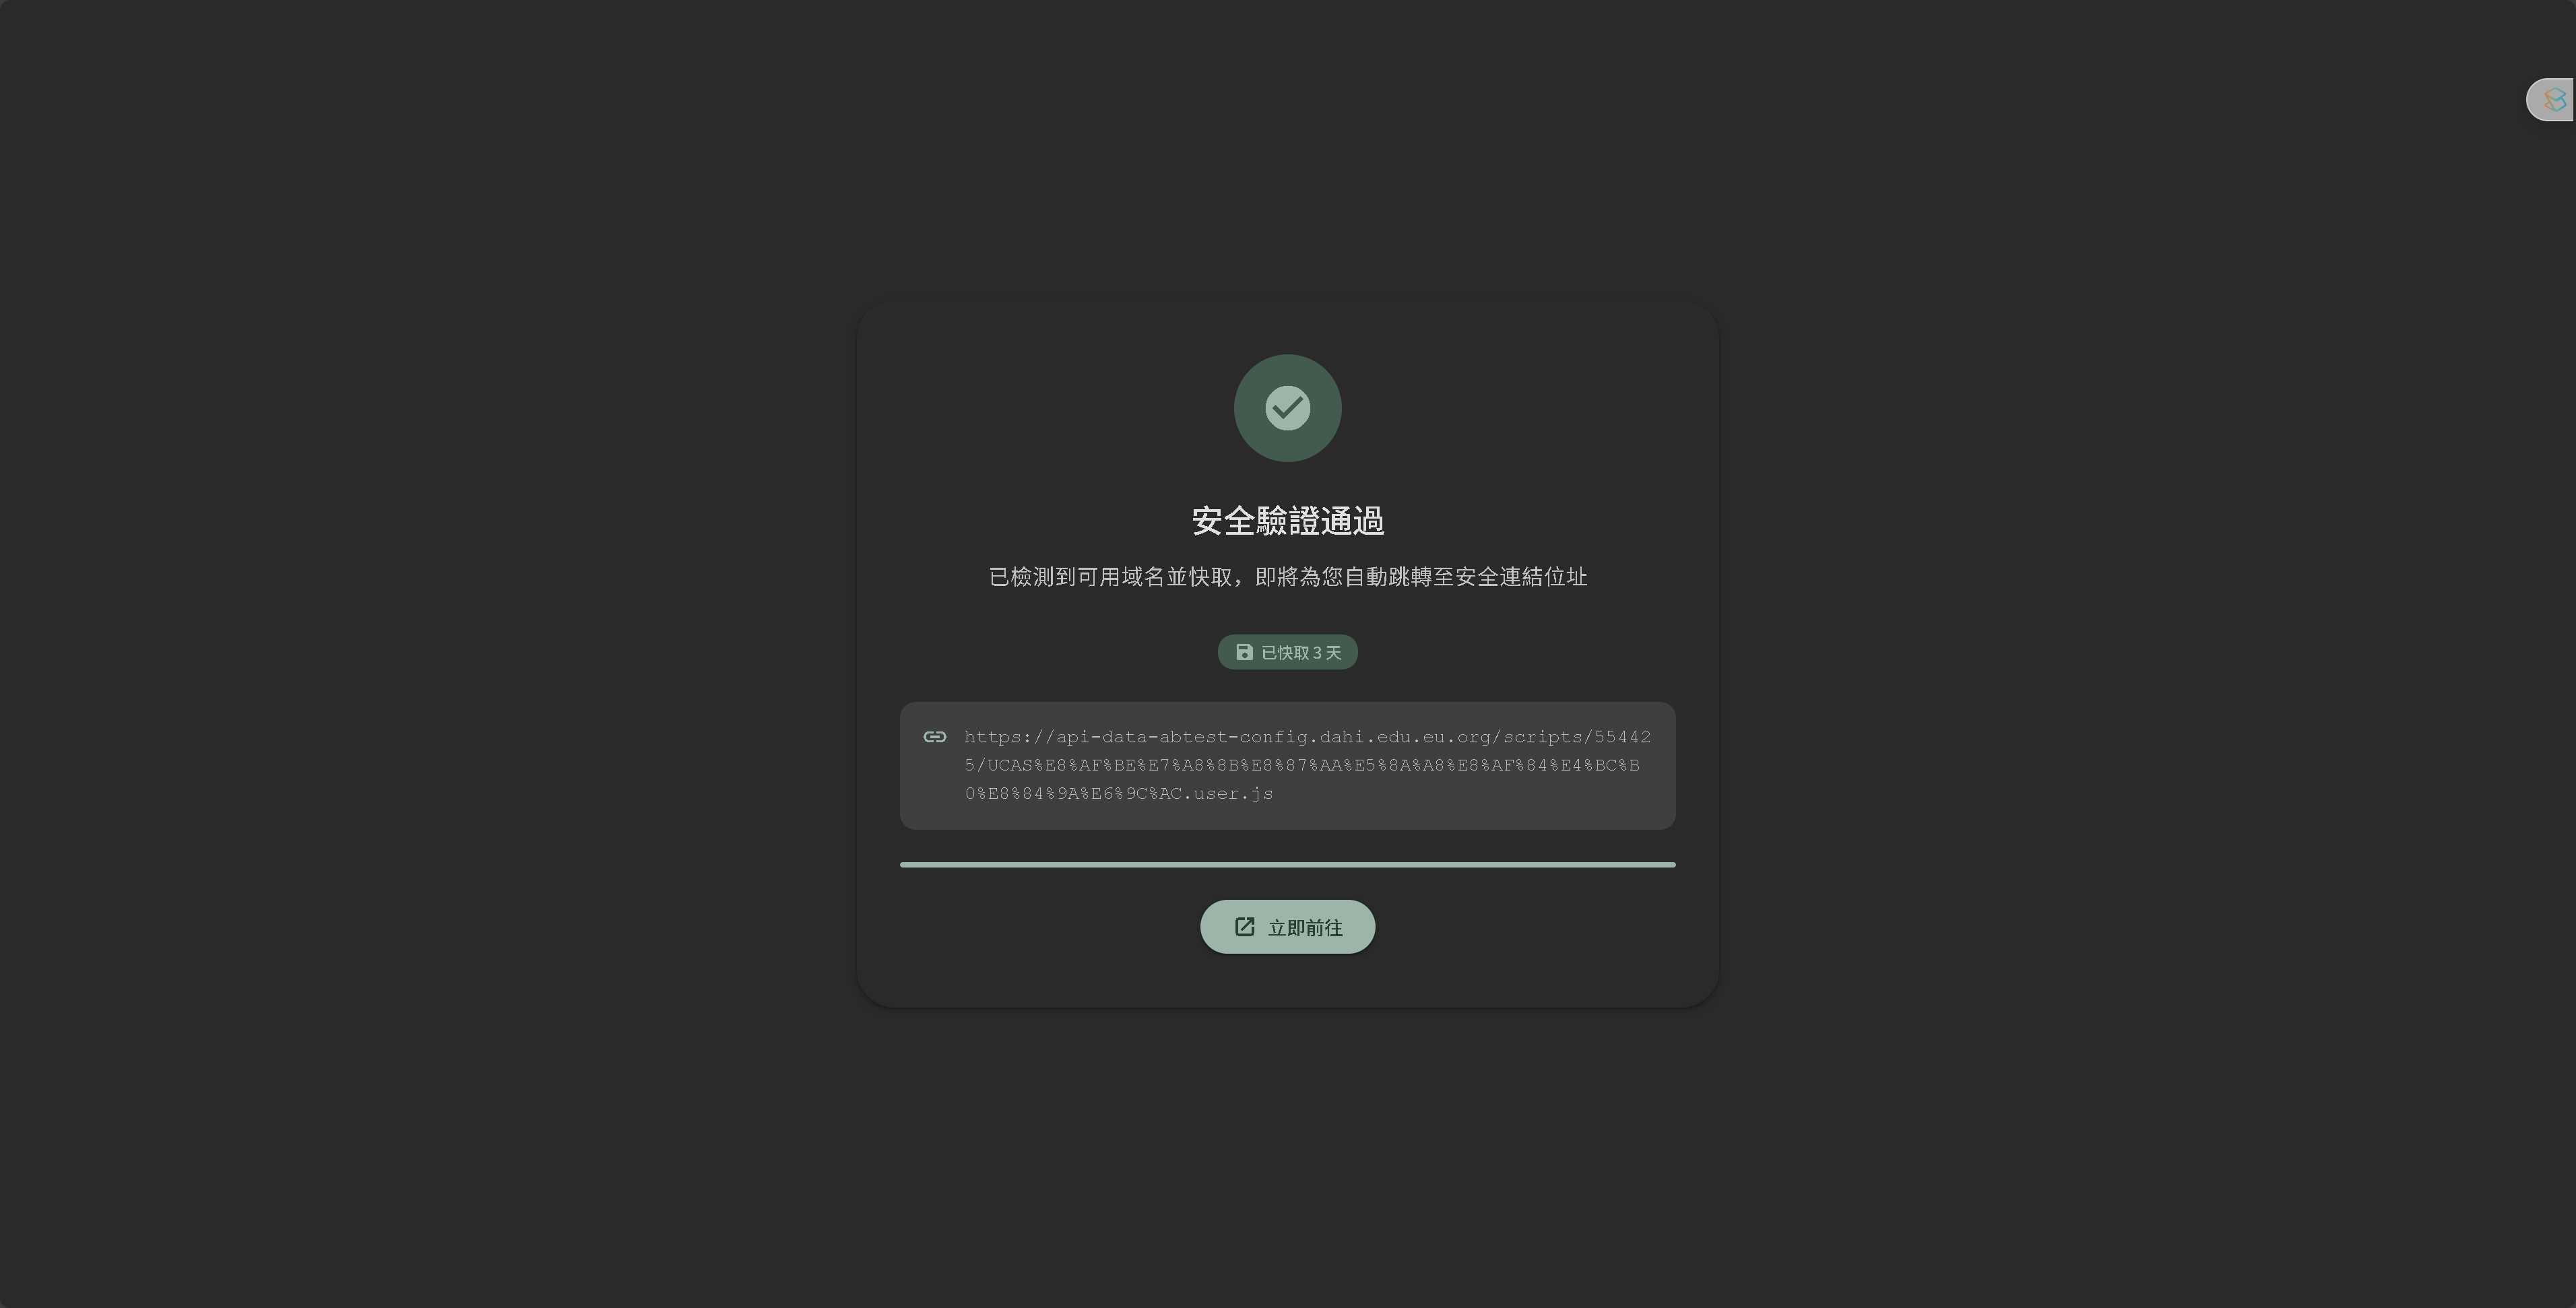 安全驗證通過
已檢測到可用域名並快取，即將為您自動跳轉至安全連結位址
已快取 3 天
https://api-data-abtest-config.dahi.edu.eu.org/scripts/55442
5/UCAS%E8%AF%BE%E7%A8%8B%E8%87%AA%E5%8A%A8%E8%AF%84%E4%BC%B
0%E8%84%9A%E6%9C%AC.user.js
立即前往